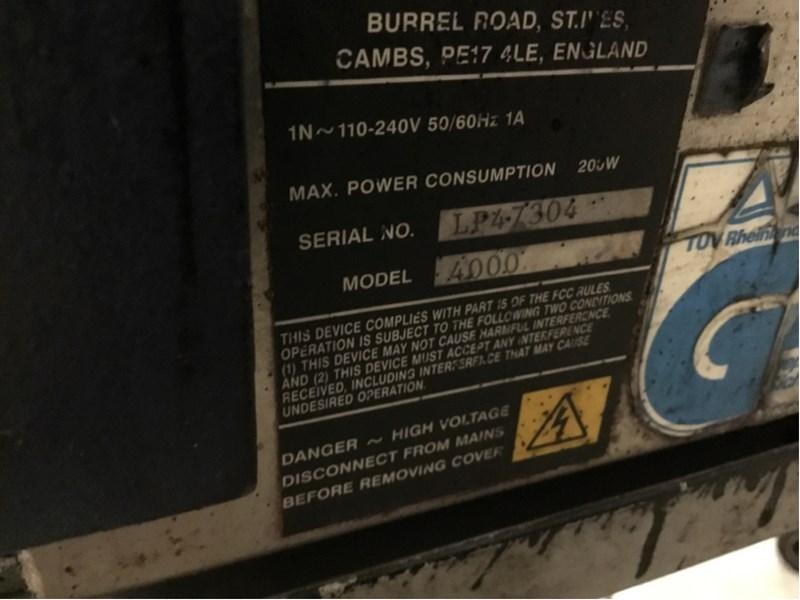 BURREL ROAD, ST.IVES,
CAMBS, PE17 4LE, ENGLAND
1N~110-240V 50/60Hz 1A
MAX. POWER CONSUMPTION 200W
SERIAL NO. LP47304
MODEL 4000
THIS DEVICE COMPLIES WITH PART 15 OF THE FCC RULES.
OPERATION IS SUBJECT TO THE FOLLOWING TWO CONDITIONS.
(1) THIS DEVICE MAY NOT CAUSE HARMFUL INTERFERENCE,
AND (2) THIS DEVICE MUST ACCEPT ANY INTERFERENCE
RECEIVED, INCLUDING INTERFERENCE THAT MAY CAUSE
UNDESIRED OPERATION.
DANGER ~ HIGH VOLTAGE
DISCONNECT FROM MAINS
BEFORE REMOVING COVER
TÜV Rheinland